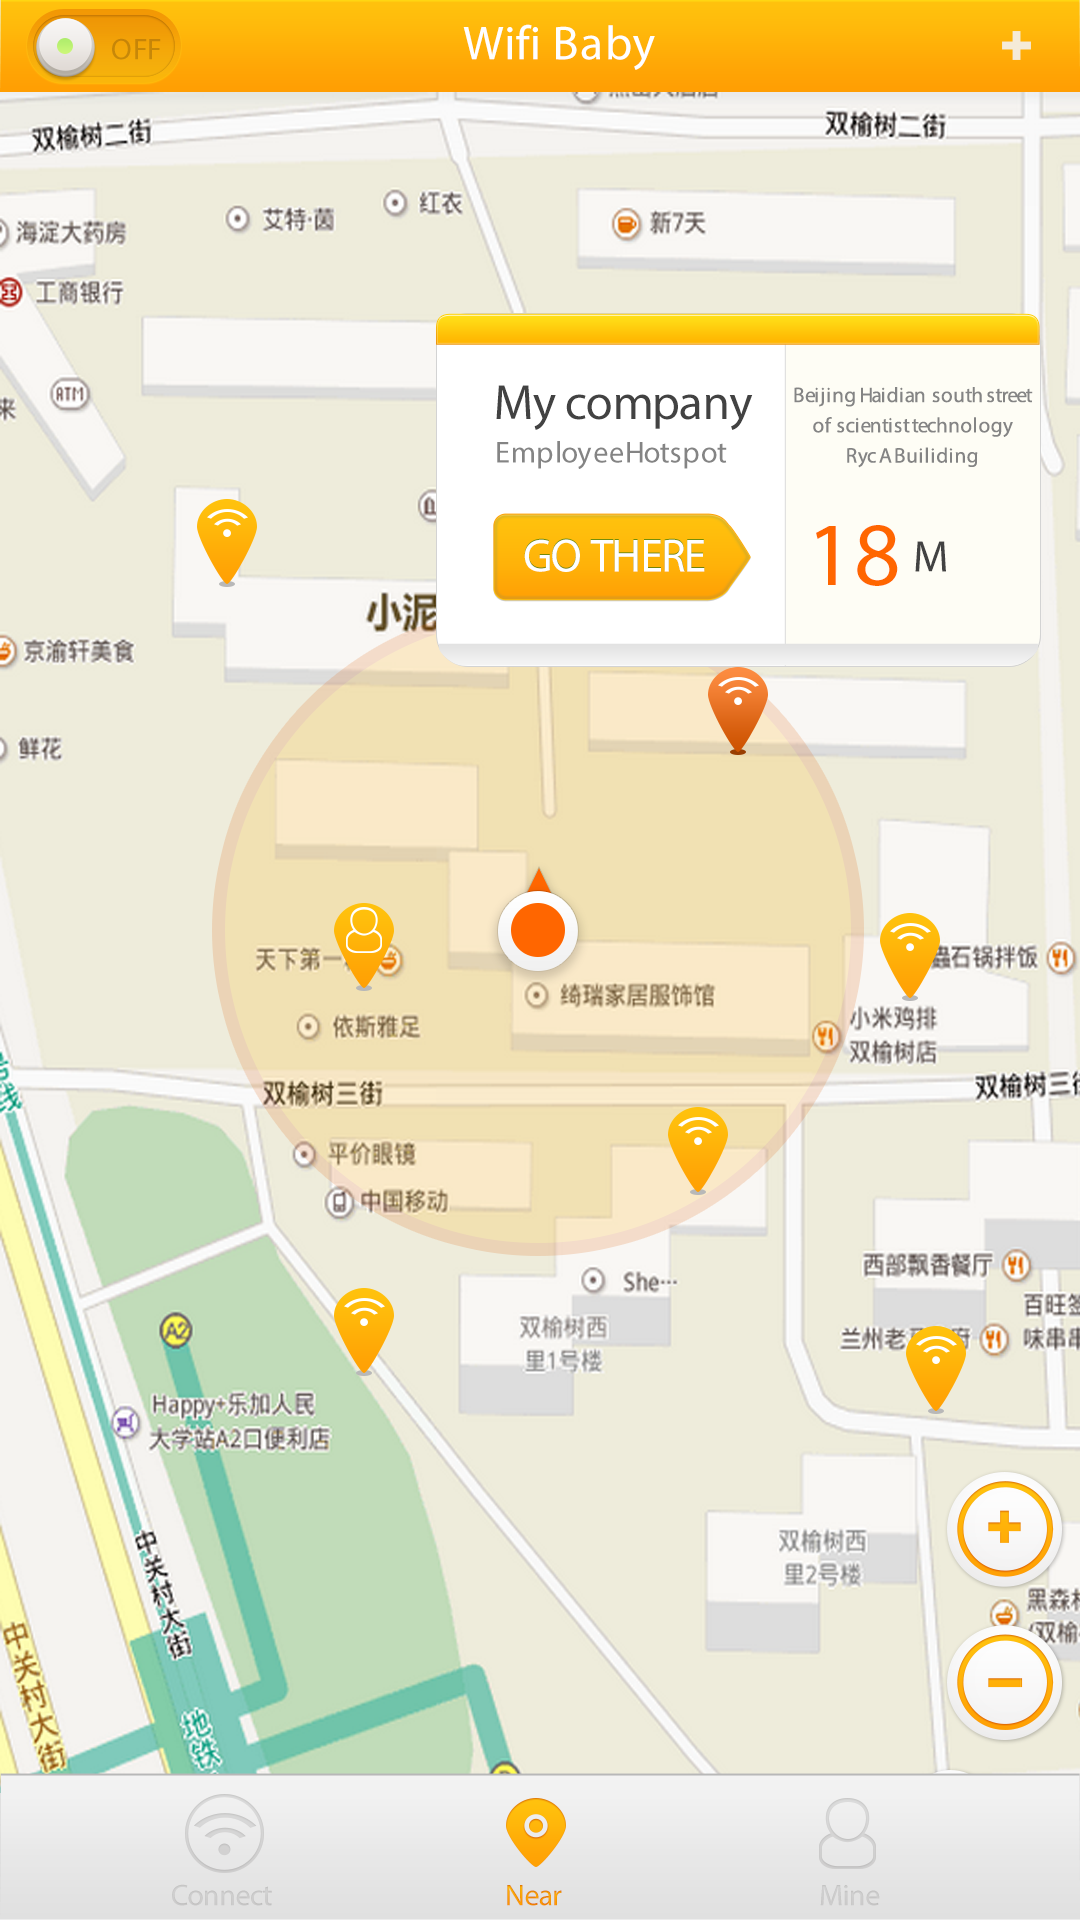 OFF
Wifi Baby
双榆树二街
双榆树二街
红衣
艾特·茵
新7天
海淀大药房
工商银行
ATM
来
My company
EmployeeHotspot
GO THERE
Beijing Haidian south street
of scientist technology
Ryc A Builiding
18 M
小泥
京渝轩美食
鲜花
天下第一
石锅拌饭
绮瑞家居服饰馆
依斯雅足
小米鸡排
双榆树店
双榆树三街
双榆树三街
号线
平价眼镜
中国移动
She···
西部飘香餐厅
双榆树西
里1号楼
百旺
味串串
兰州老
A2
Happy+乐加人民
大学站A2口便利店
中关村大街
双榆树西
里2号楼
黑森林
(双榆
中关村大街
地铁
Connect
Near
Mine